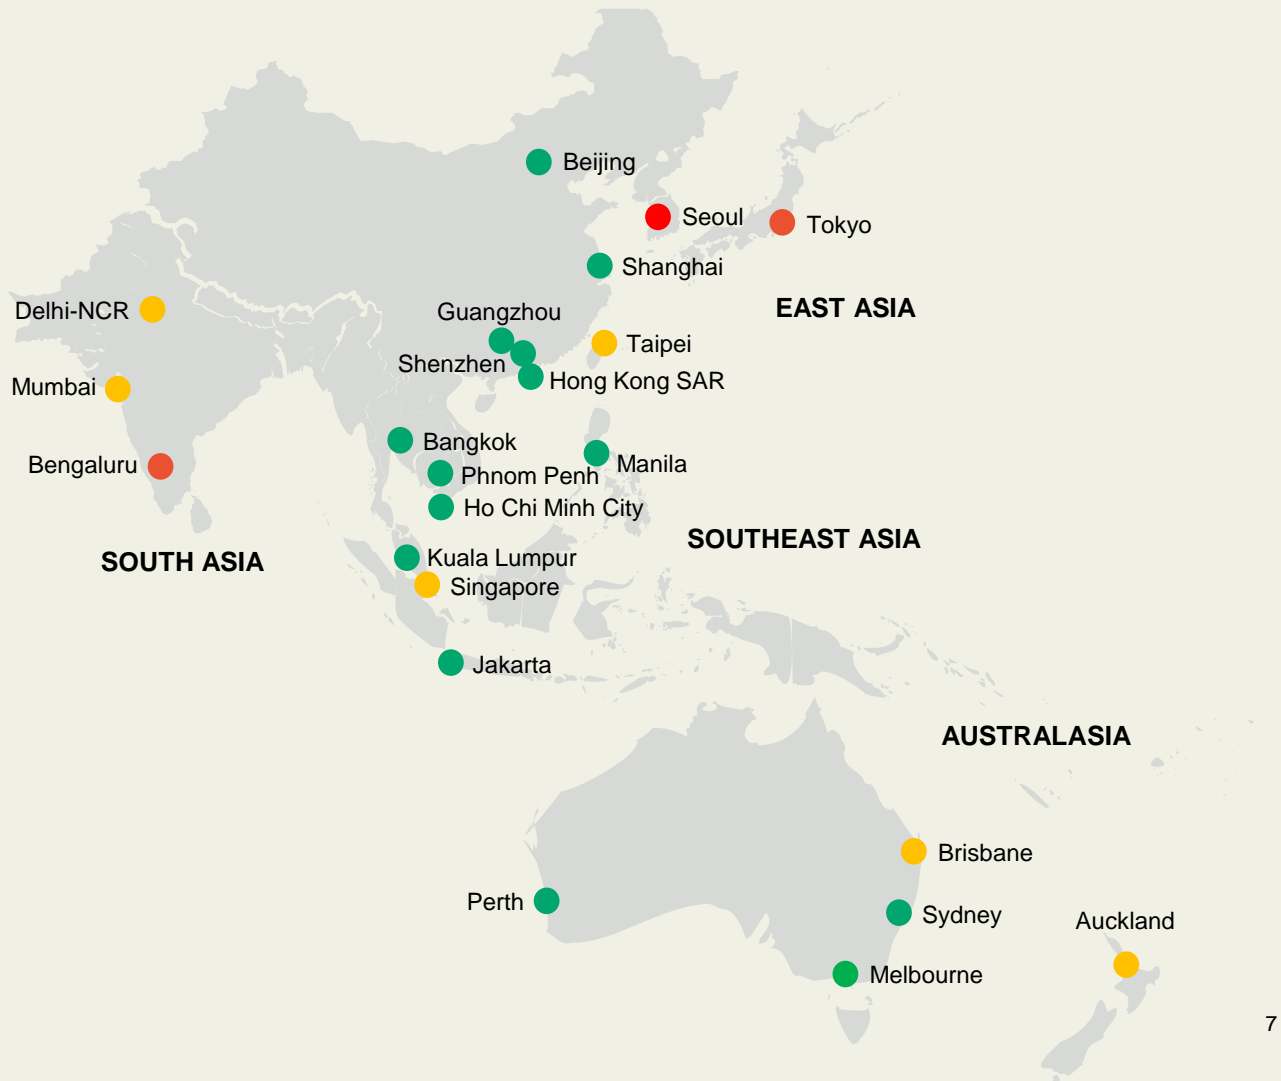 Beijing
Seoul
Tokyo
Shanghai
EAST ASIA
Delhi-NCR
Guangzhou
Taipei
Shenzhen
Hong Kong SAR
Mumbai
Bangkok
Manila
Bengaluru
Phnom Penh
Ho Chi Minh City
SOUTHEAST ASIA
SOUTH ASIA
Kuala Lumpur
Singapore
Jakarta
AUSTRALASIA
Brisbane
Perth
Sydney
Auckland
Melbourne
7